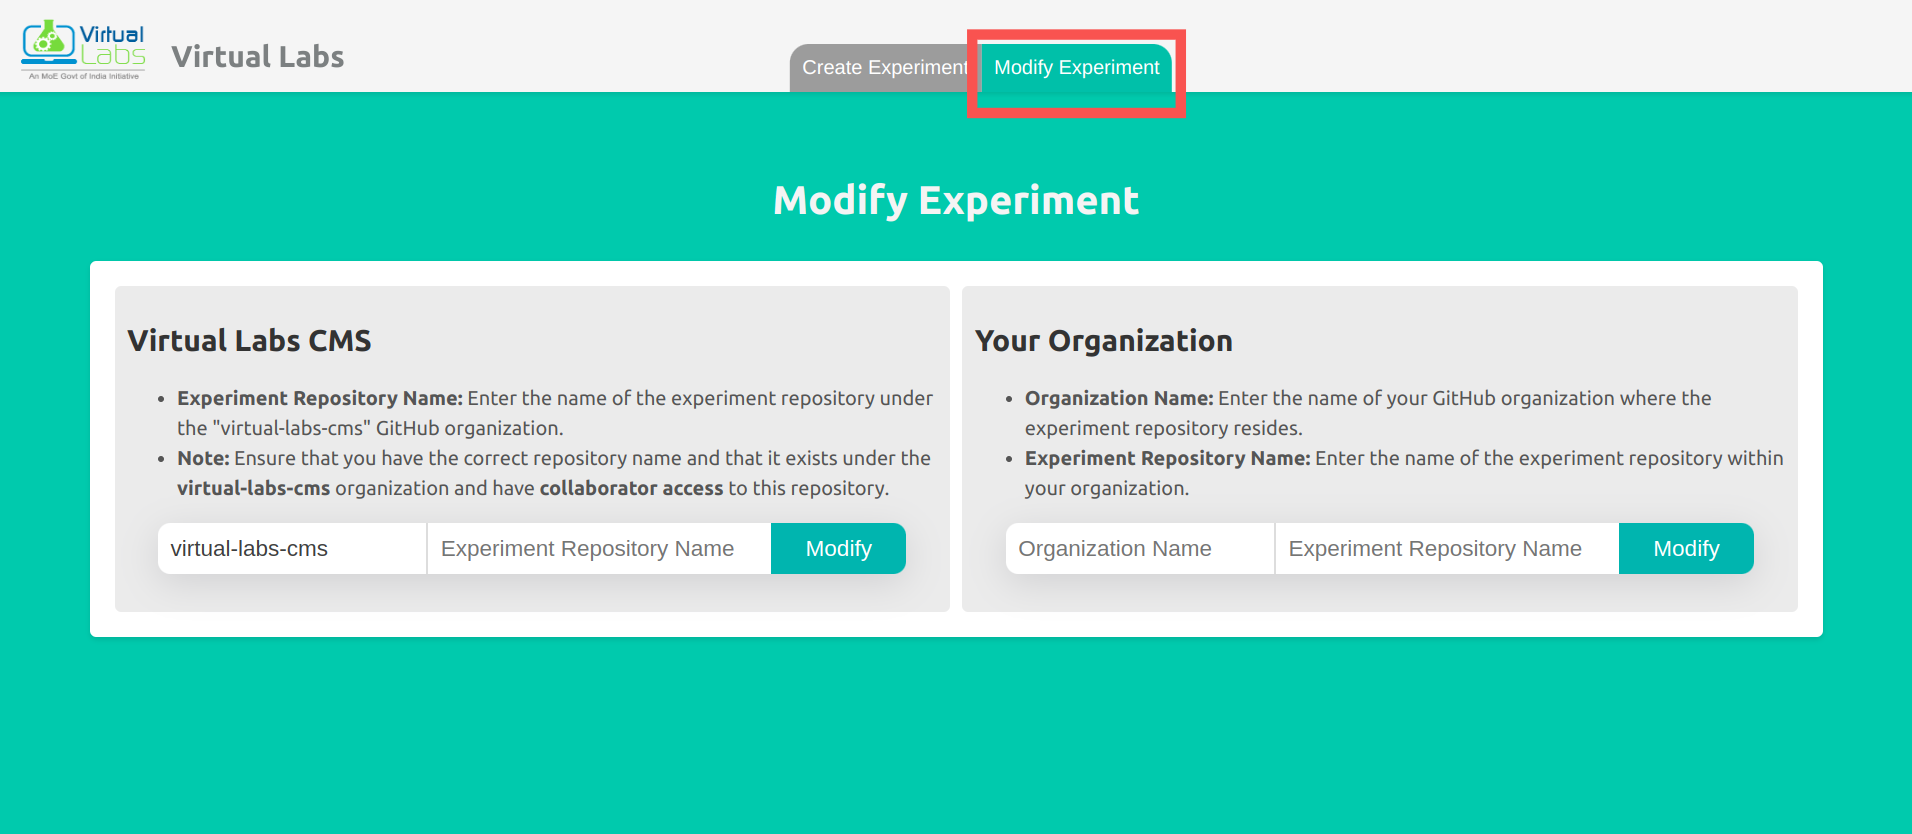 Virtual
Labs
An MoE Govt of India Initiative
Virtual Labs
Create Experiment
Modify Experiment
Modify Experiment
Virtual Labs CMS
• Experiment Repository Name: Enter the name of the experiment repository under
the "virtual-labs-cms" GitHub organization.
• Note: Ensure that you have the correct repository name and that it exists under the
virtual-labs-cms organization and have collaborator access to this repository.
virtual-labs-cms
Experiment Repository Name
Modify
Your Organization
• Organization Name: Enter the name of your GitHub organization where the
experiment repository resides.
• Experiment Repository Name: Enter the name of the experiment repository within
your organization.
Organization Name
Experiment Repository Name
Modify